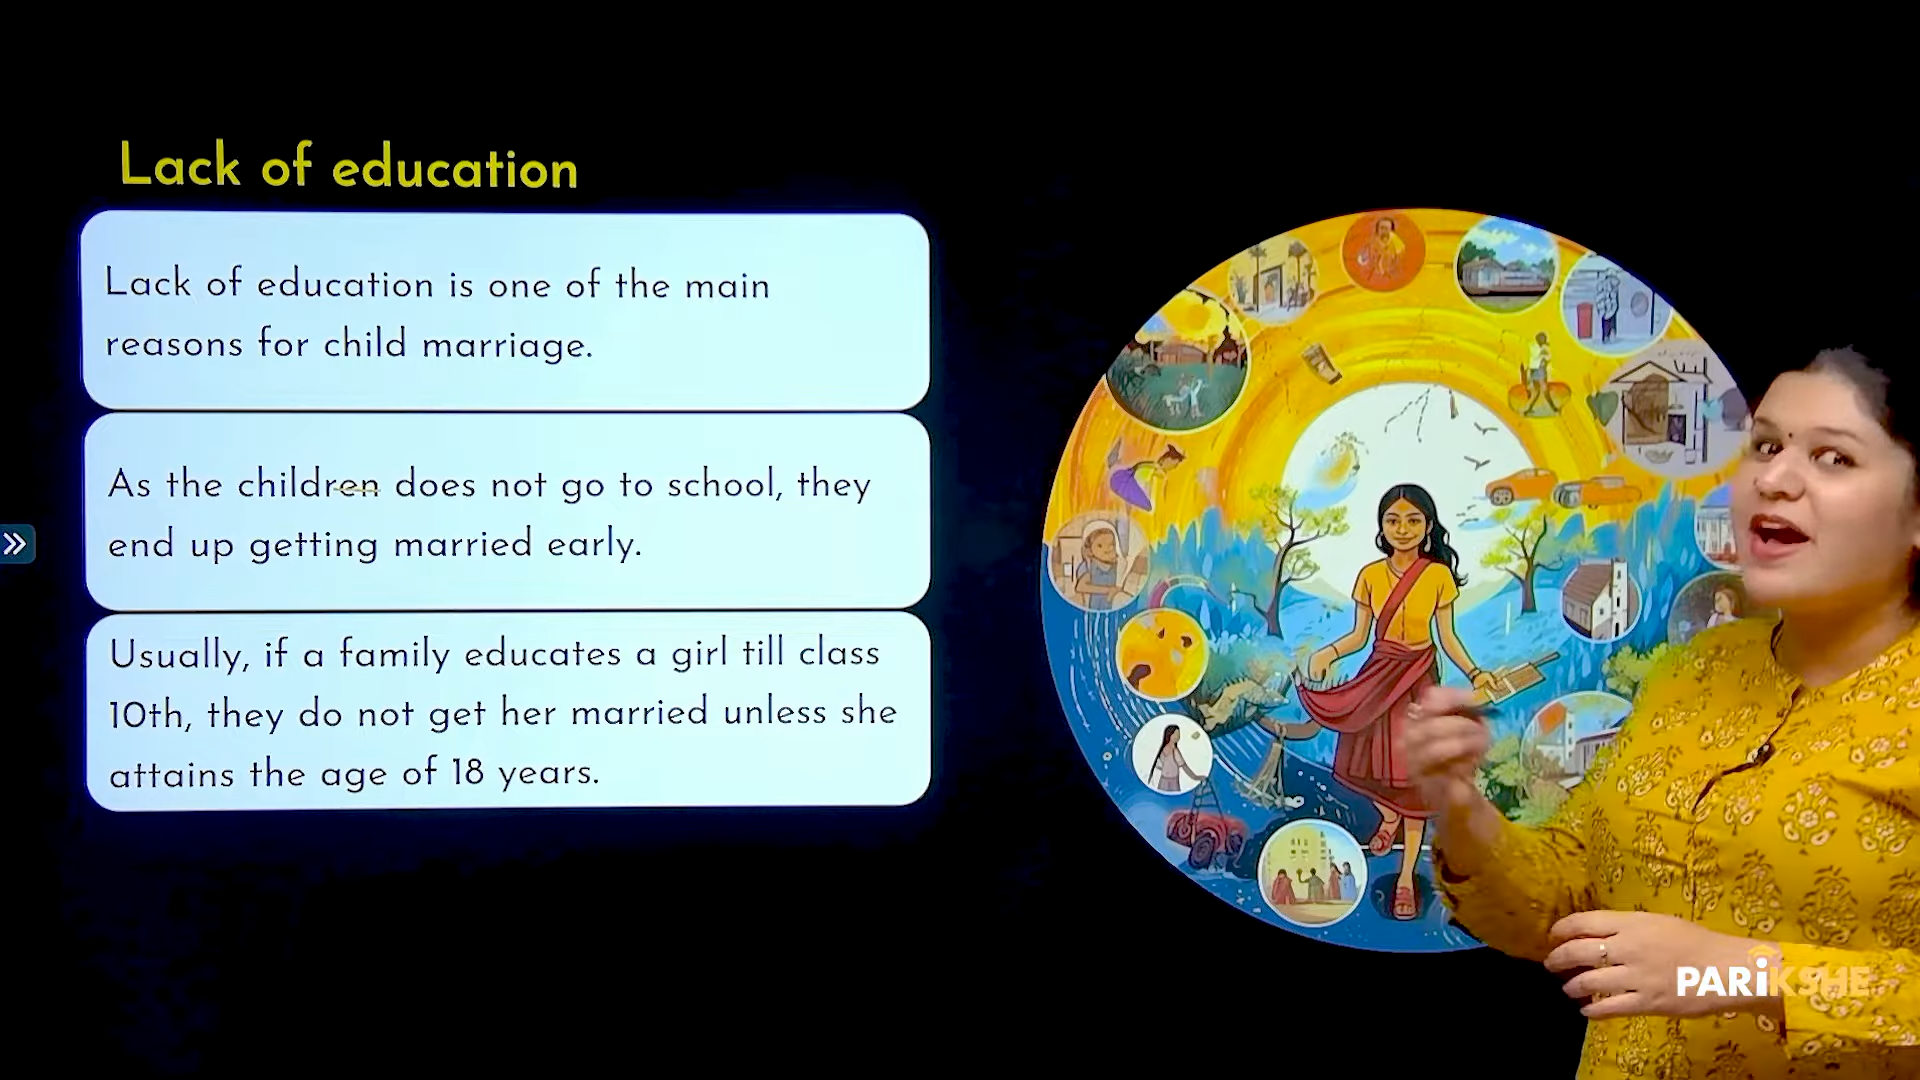 Lack of education
Lack of education is one of the main
reasons for child marriage.
As the children does not go to school, they
end up getting married early.
Usually, if a family educates a girl till class
10th, they do not get her married unless she
attains the age of 18 years.
PARiKSHE